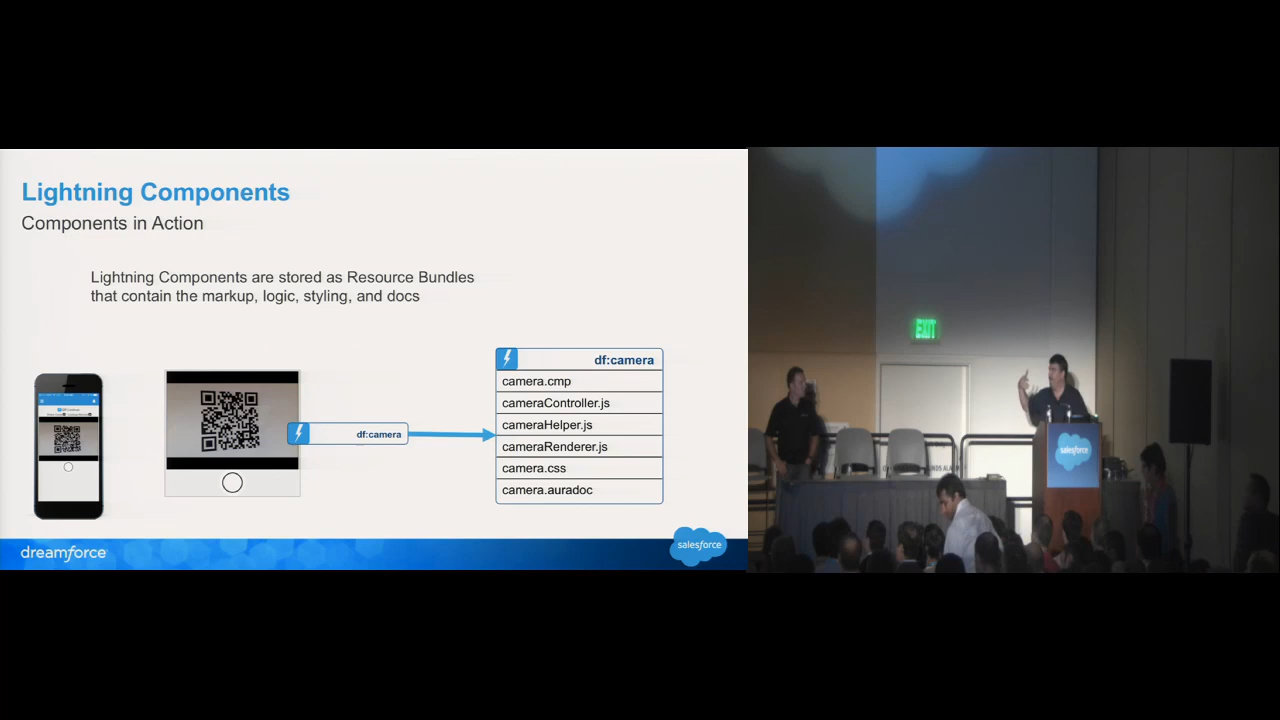 Lightning Components
Components in Action
Lightning Components are stored as Resource Bundles
that contain the markup, logic, styling, and docs
df:camera
camera.cmp
cameraController.js
cameraHelper.js
cameraRenderer.js
camera.css
camera.auradoc
df:camera
dreamforce
salesforce
EXIT
salesforce